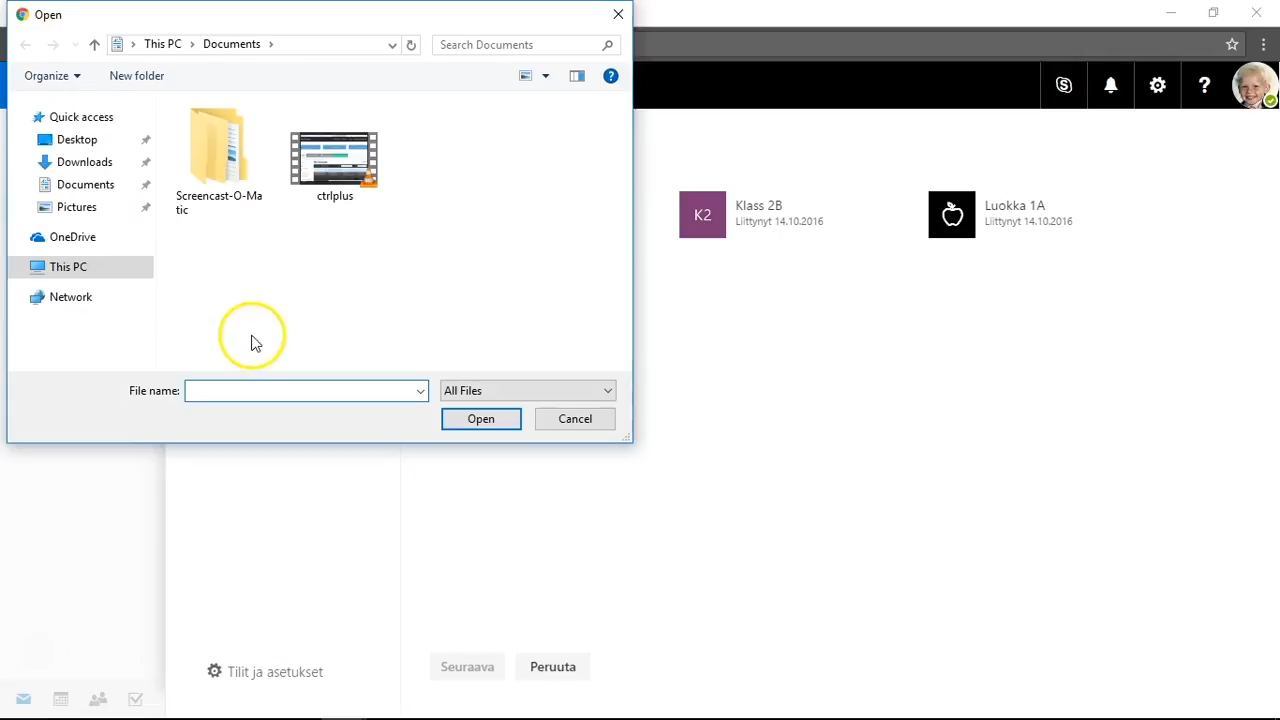 Open
This PC
Documents
Search Documents
Organize
New folder
Quick access
Desktop
Downloads
Documents
Pictures
OneDrive
This PC
Network
Screencast-O-Ma
tic
ctrlplus
File name:
All Files
Open
Cancel
K2
Klass 2B
Liittynyt 14.10.2016
Luokka 1A
Liittynyt 14.10.2016
Tilit ja asetukset
Seuraava
Peruuta